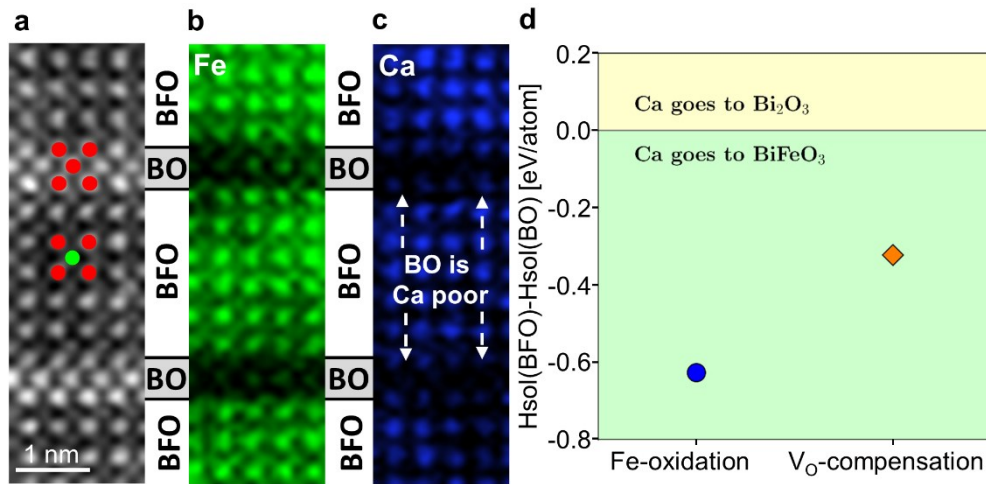 a
b
c
d
Fe
Ca
BFO
BO
BFO
BO
BFO
BFO
BO
BFO
BO
BFO
BO is
Ca poor
1 nm
Hsol(BFO)-Hsol(BO) [eV/atom]
0.2
0.0
-0.2
-0.4
-0.6
-0.8
Ca goes to Bi₂O₃
Ca goes to BiFeO₃
Fe-oxidation
V₀-compensation